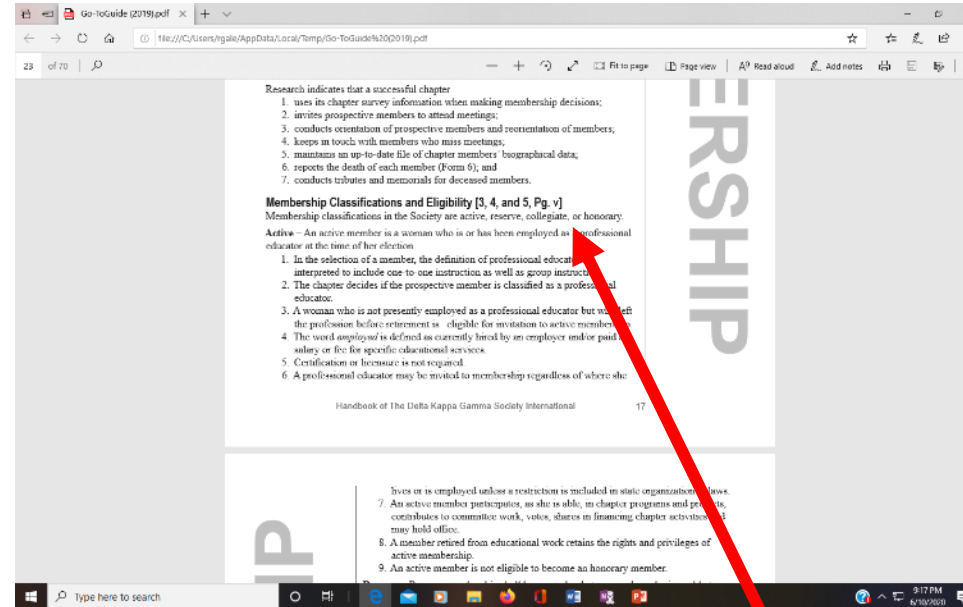 Go-ToGuide (2019).pdf
file:///C:/Users/rgale/AppData/Local/Temp/Go-ToGuide%20(2019).pdf
23 of 70 Fit to page Page view Read aloud Add notes
Research indicates that a successful chapter
1. uses its chapter survey information when making membership decisions;
2. invites prospective members to attend meetings;
3. conducts orientation of prospective members and reorientation of members;
4. keeps in touch with members who miss meetings;
5. maintains an up-to-date file of chapter members' biographical data;
6. reports the death of each member (Form 6); and
7. conducts tributes and memorials for deceased members.
Membership Classifications and Eligibility [3, 4, and 5, Pg. v]
Membership classifications in the Society are active, reserve, collegiate, or honorary.
Active – An active member is a woman who is or has been employed as professional
educator at the time of her election.
1. In the selection of a member, the definition of professional
interpreted to include one-to-one instruction as well as group
2. The chapter decides if the prospective member is classified as a
educator.
3. A woman who is not presently employed as a professional educator but left
the profession before retirement is eligible for invitation to active
4. The word employed is defined as currently hired by an employer and/or paid
salary or fee for specific educational services.
5. Certification or licensure is not required.
6. A professional educator may be invited to membership regardless of where she
Handbook of The Delta Kappa Gamma Society International 17
ERSHIP
lives or is employed unless a restriction is included in state
7. An active member participates, as she is able, in chapter programs and
contributes to committee work, votes, shares in financing chapter activities
may hold office.
8. A member retired from educational work retains the rights and privileges of
active membership.
9. An active member is not eligible to become an honorary member.
Type here to search
9:17 PM
6/10/2020